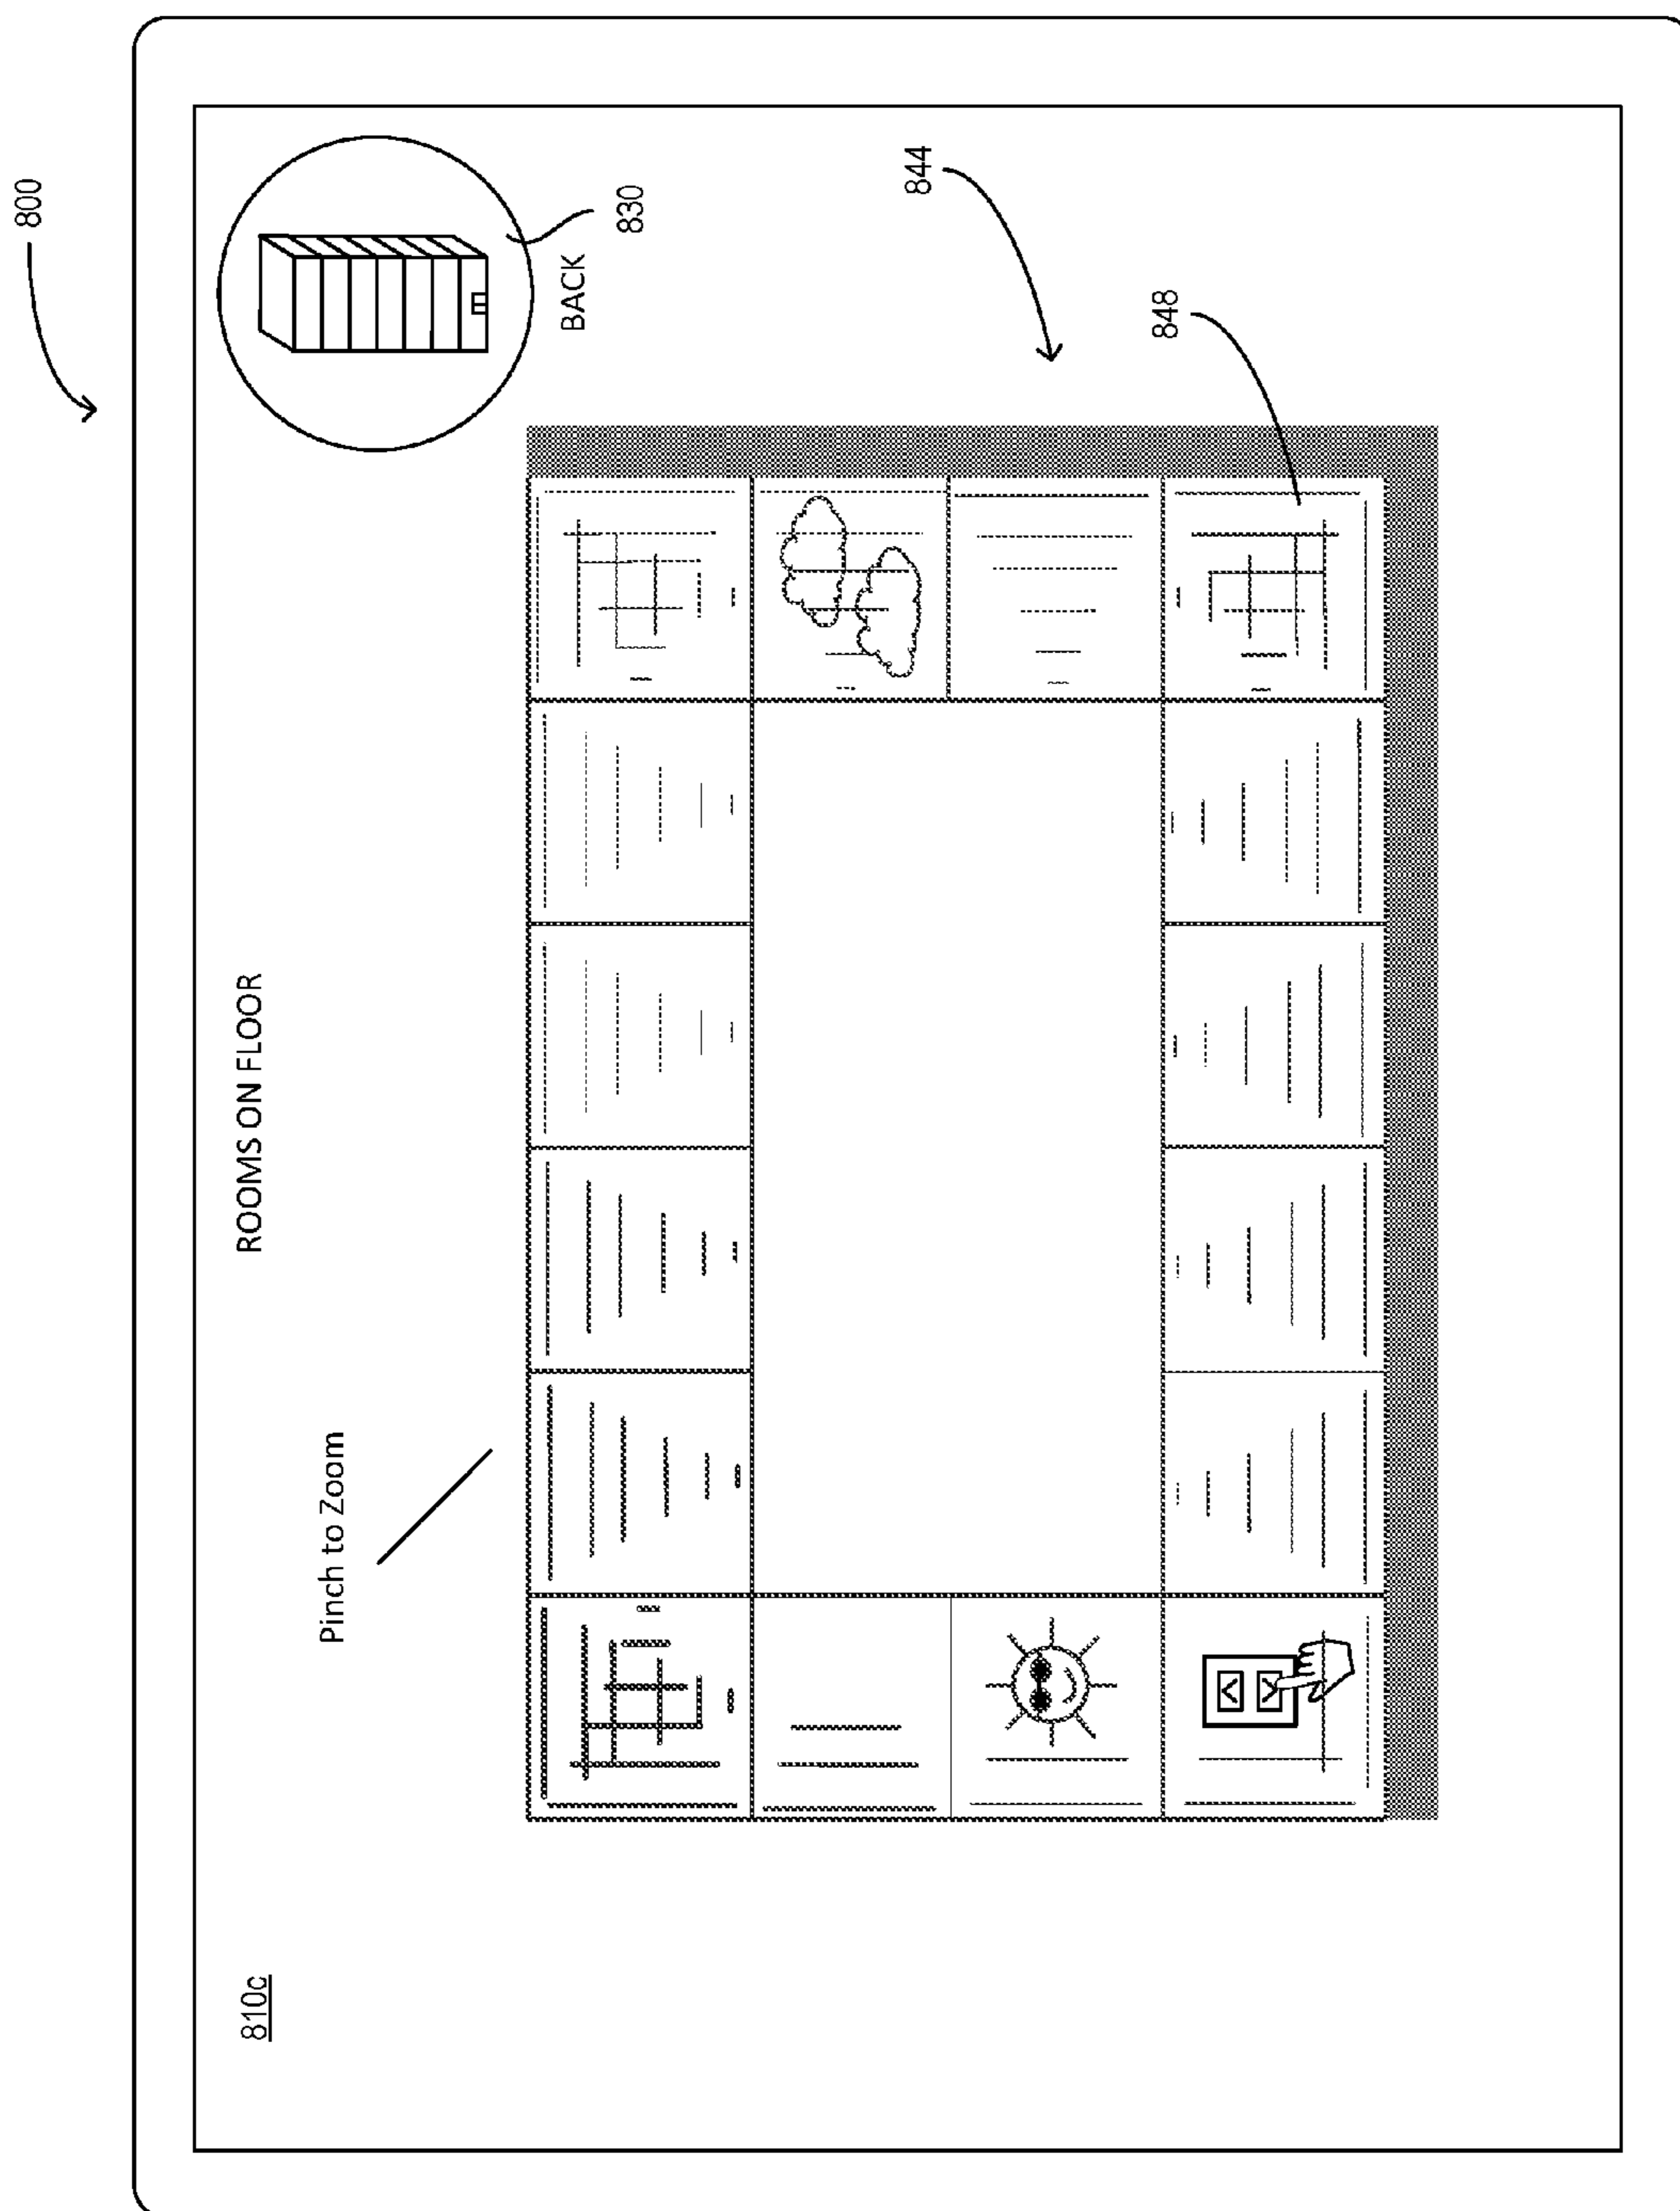 800
810c
ROOMS ON FLOOR
Pinch to Zoom
830
BACK
844
848